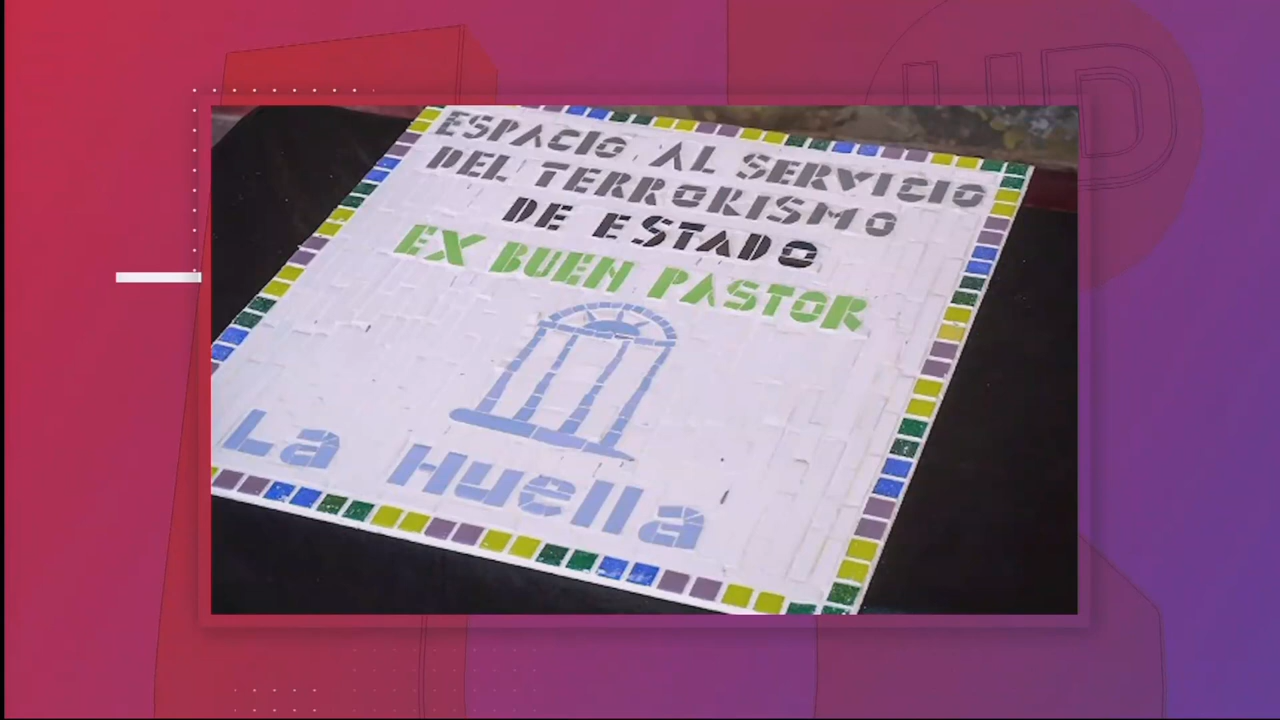 ESPACIO AL SERVICIO
DEL TERRORISMO
DE ESTADO
EX BUEN PASTOR
La Huella